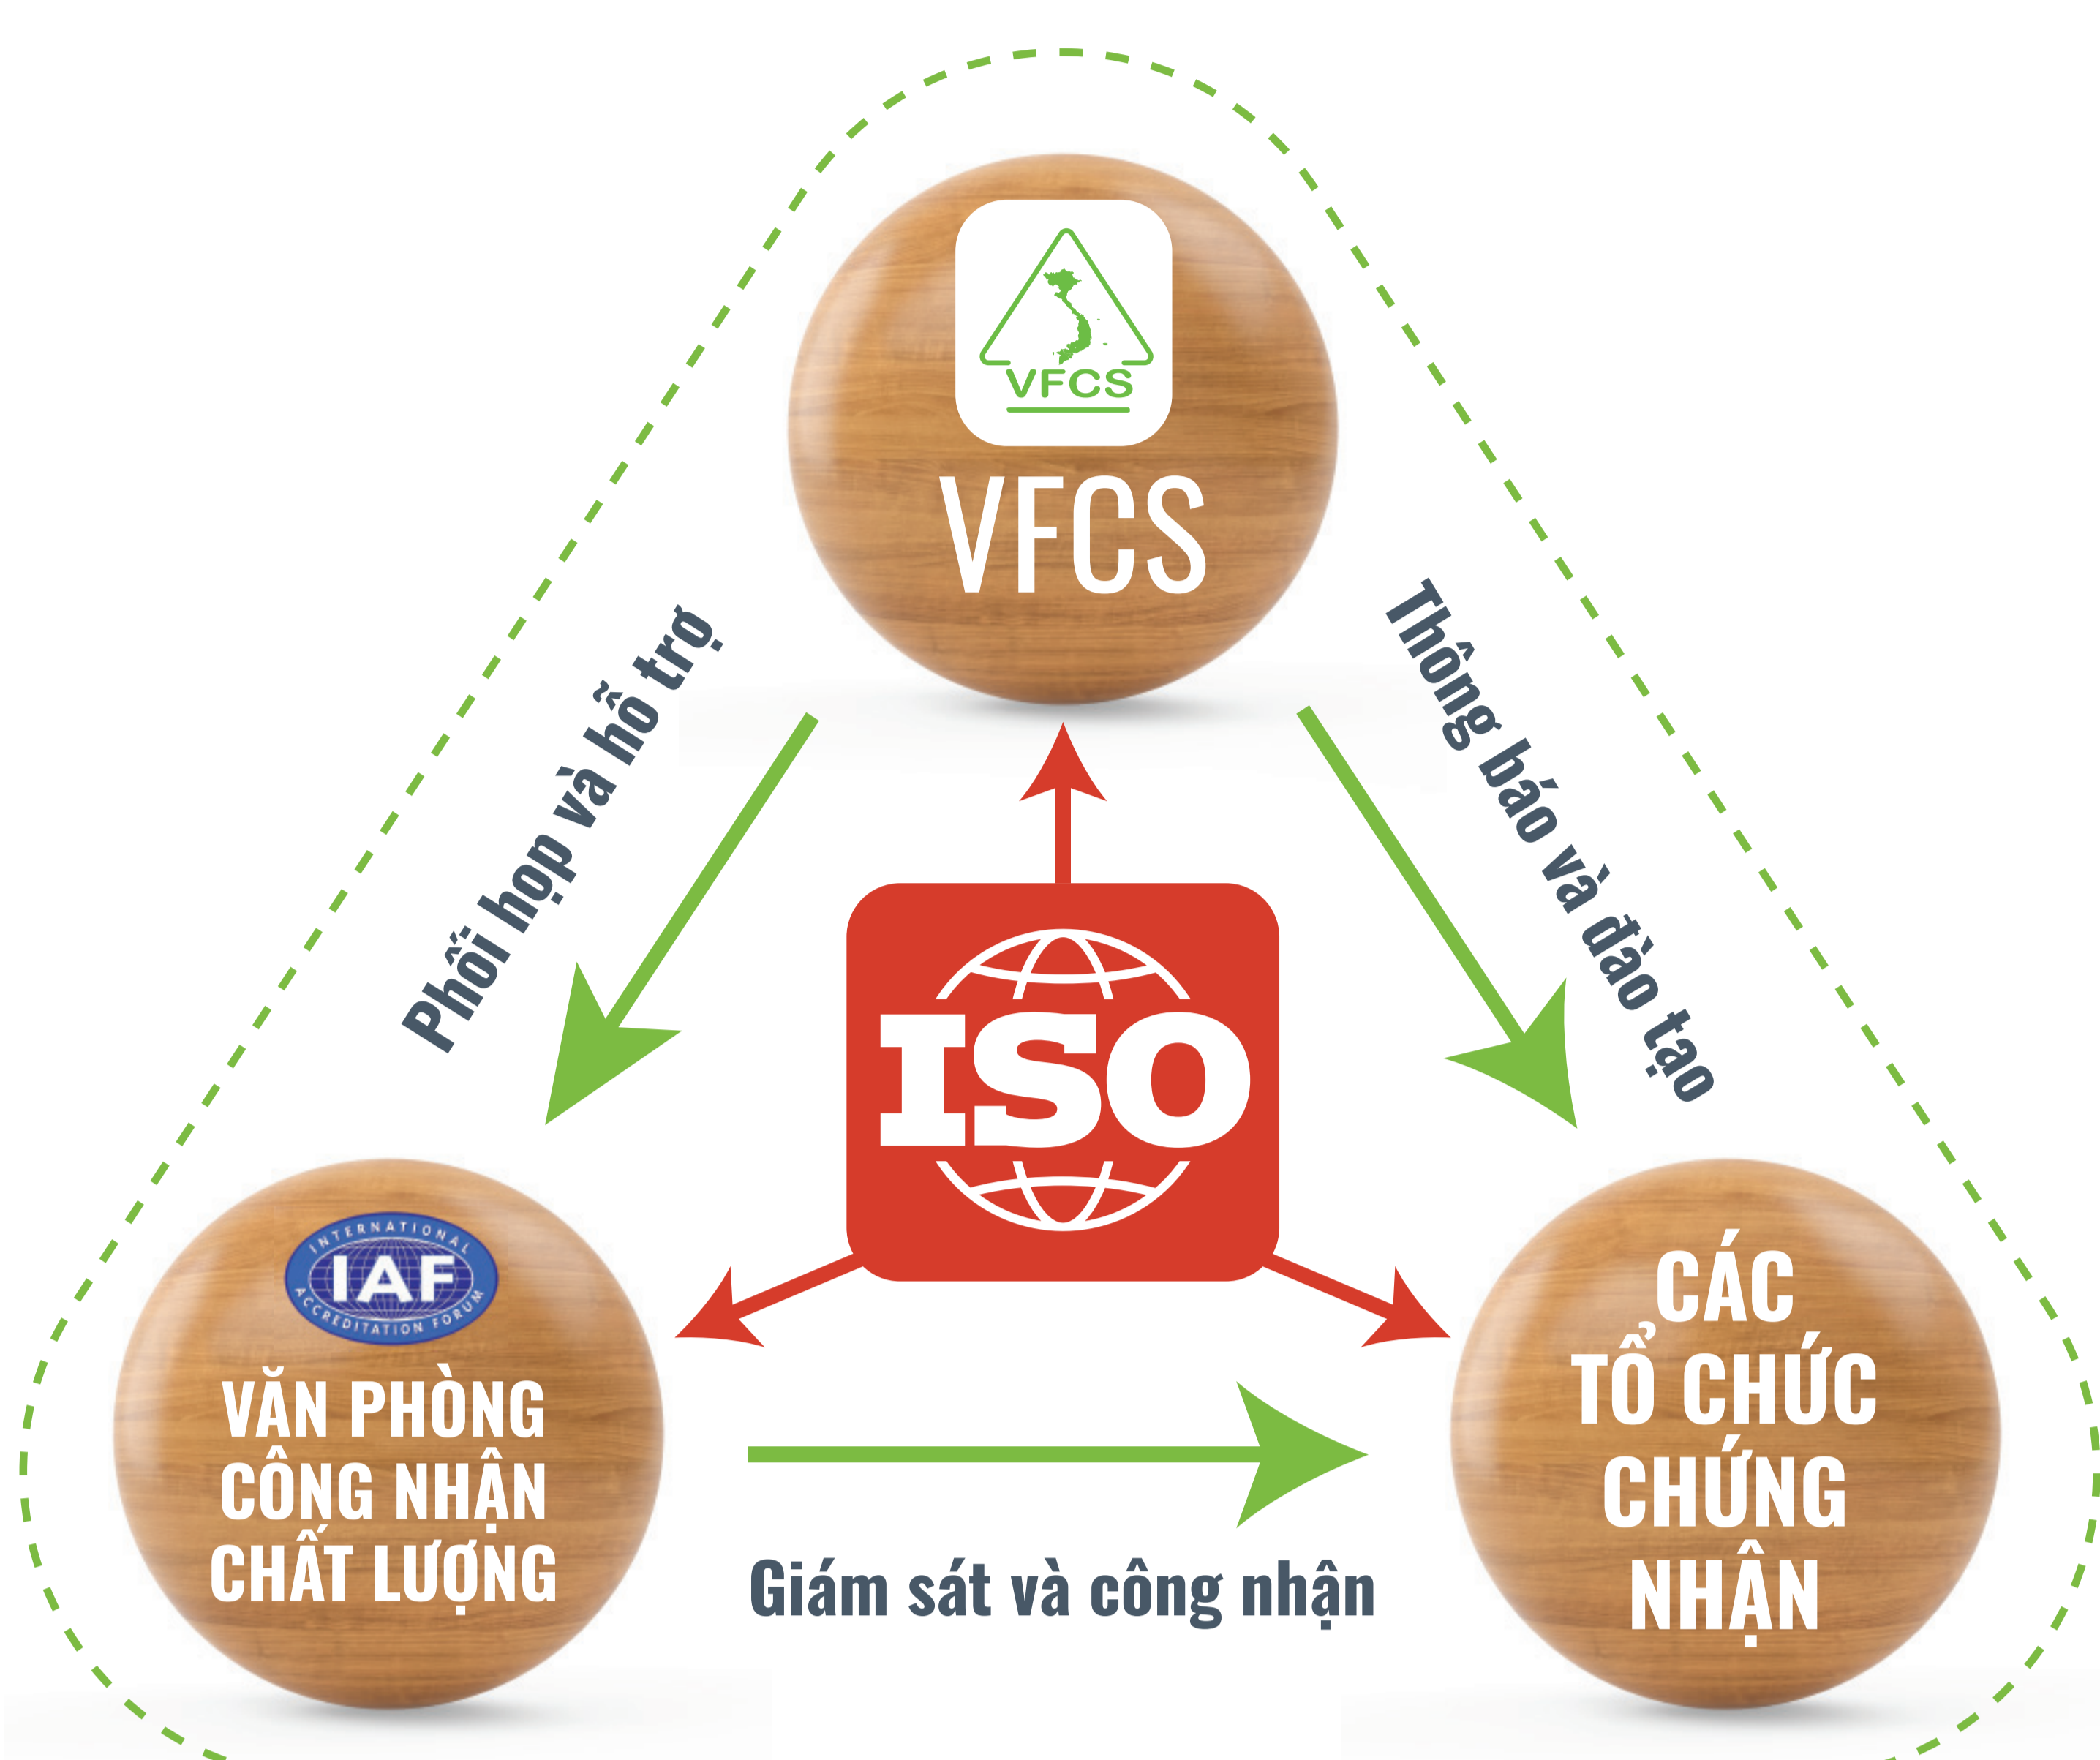 VFCS
VFCS
Phối hợp và hỗ trợ
Thông báo và đào tạo
ISO
INTERNATIONAL
IAF
ACCREDITATION FORUM
VĂN PHÒNG
CÔNG NHẬN
CHẤT LƯỢNG
CÁC
TỔ CHỨC
CHỨNG
NHẬN
Giám sát và công nhận